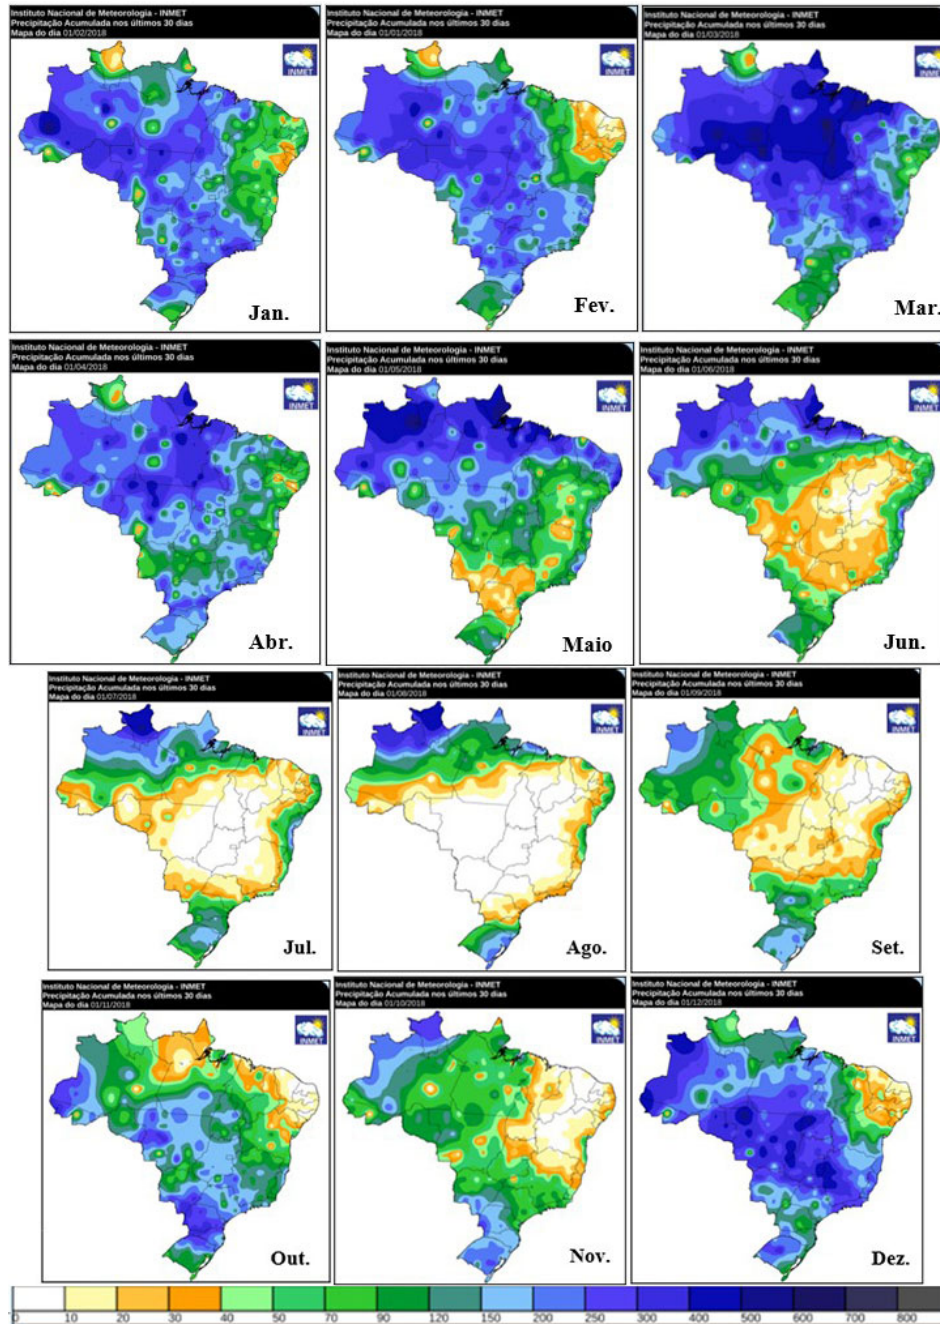 Instituto Nacional de Meteorologia - INMET
Precipitação Acumulada nos últimos 30 dias
Mapa do dia 01/02/2018
INMET
Jan.
Instituto Nacional de Meteorologia - INMET
Precipitação Acumulada nos últimos 30 dias
Mapa do dia 01/01/2018
INMET
Fev.
Instituto Nacional de Meteorologia - INMET
Precipitação Acumulada nos últimos 30 dias
Mapa do dia 01/03/2018
INMET
Mar.
Instituto Nacional de Meteorologia - INMET
Precipitação Acumulada nos últimos 30 dias
Mapa do dia 01/04/2018
INMET
Abr.
Instituto Nacional de Meteorologia - INMET
Precipitação Acumulada nos últimos 30 dias
Mapa do dia 01/05/2018
INMET
Maio
Instituto Nacional de Meteorologia - INMET
Precipitação Acumulada nos últimos 30 dias
Mapa do dia 01/06/2018
INMET
Jun.
Instituto Nacional de Meteorologia - INMET
Precipitação Acumulada nos últimos 30 dias
Mapa do dia 01/07/2018
INMET
Jul.
Instituto Nacional de Meteorologia - INMET
Precipitação Acumulada nos últimos 30 dias
Mapa do dia 01/08/2018
INMET
Ago.
Instituto Nacional de Meteorologia - INMET
Precipitação Acumulada nos últimos 30 dias
Mapa do dia 01/09/2018
INMET
Set.
Instituto Nacional de Meteorologia - INMET
Precipitação Acumulada nos últimos 30 dias
Mapa do dia 01/11/2018
INMET
Out.
Instituto Nacional de Meteorologia - INMET
Precipitação Acumulada nos últimos 30 dias
Mapa do dia 01/10/2018
INMET
Nov.
Instituto Nacional de Meteorologia - INMET
Precipitação Acumulada nos últimos 30 dias
Mapa do dia 01/12/2018
INMET
Dez.
0 10 20 30 40 50 70 90 120 150 200 250 300 400 500 600 700 800